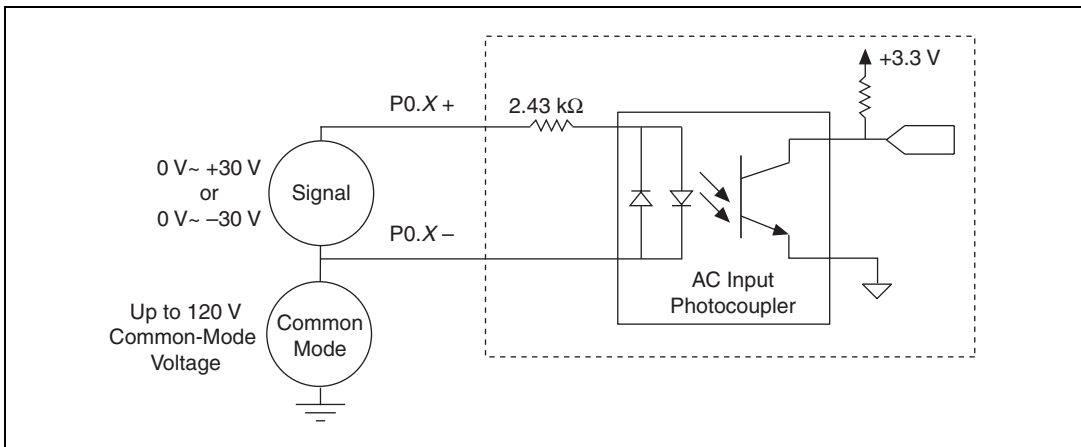 +3.3 V
P0.X +
2.43 kΩ
0 V~ +30 V
or
0 V~ –30 V
Signal
P0.X –
AC Input
Photocoupler
Up to 120 V
Common-Mode
Voltage
Common
Mode